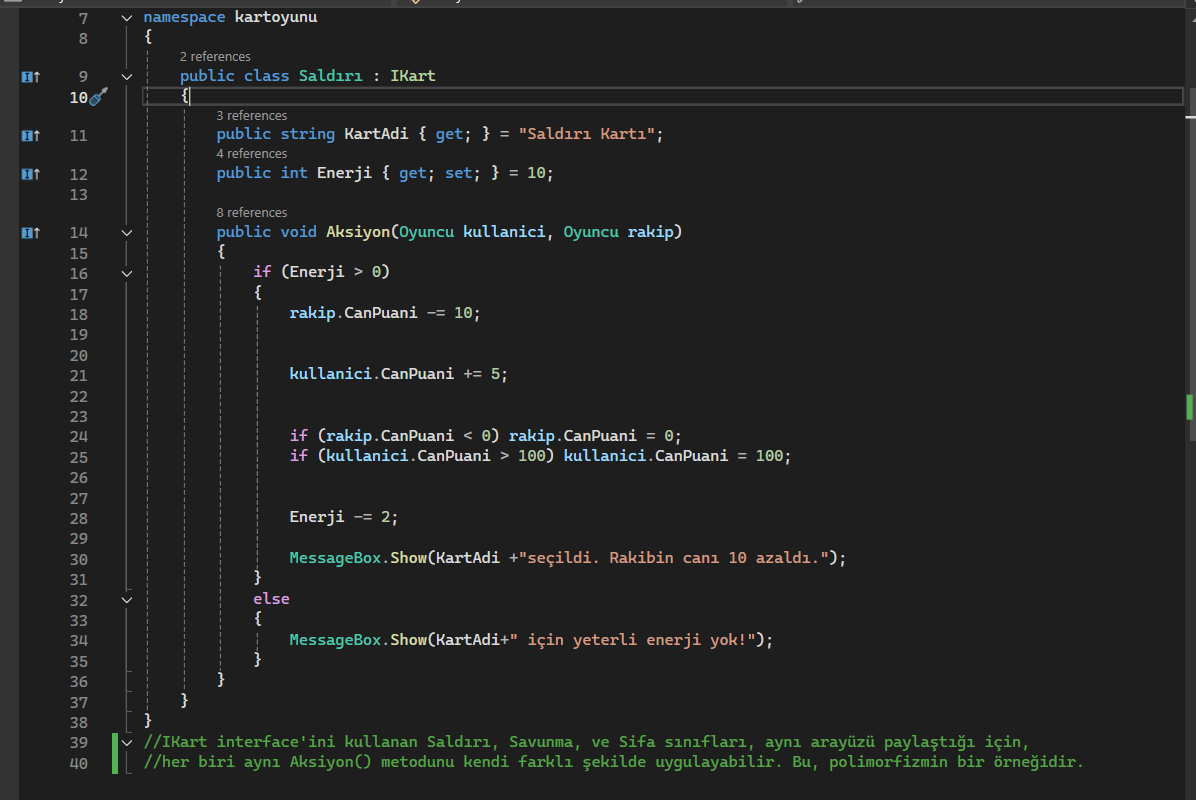 7 namespace kartoyunu
8 {
2 references
9 public class Saldırı : IKart
10 {
3 references
11 public string KartAdi { get; } = "Saldırı Kartı";
4 references
12 public int Enerji { get; set; } = 10;
13
8 references
14 public void Aksiyon(Oyuncu kullanici, Oyuncu rakip)
15 {
16 if (Enerji > 0)
17 {
18 rakip.CanPuani -= 10;
19
20
21 kullanici.CanPuani += 5;
22
23
24 if (rakip.CanPuani < 0) rakip.CanPuani = 0;
25 if (kullanici.CanPuani > 100) kullanici.CanPuani = 100;
26
27
28 Enerji -= 2;
29
30 MessageBox.Show(KartAdi +"seçildi. Rakibin canı 10 azaldı.");
31 }
32 else
33 {
34 MessageBox.Show(KartAdi+" için yeterli enerji yok!");
35 }
36 }
37 }
38 }
39 //IKart interface'ini kullanan Saldırı, Savunma, ve Sifa sınıfları, aynı arayüzü paylaştığı için,
40 //her biri aynı Aksiyon() metodunu kendi farklı şekilde uygulayabilir. Bu, polimorfizmin bir örneğidir.